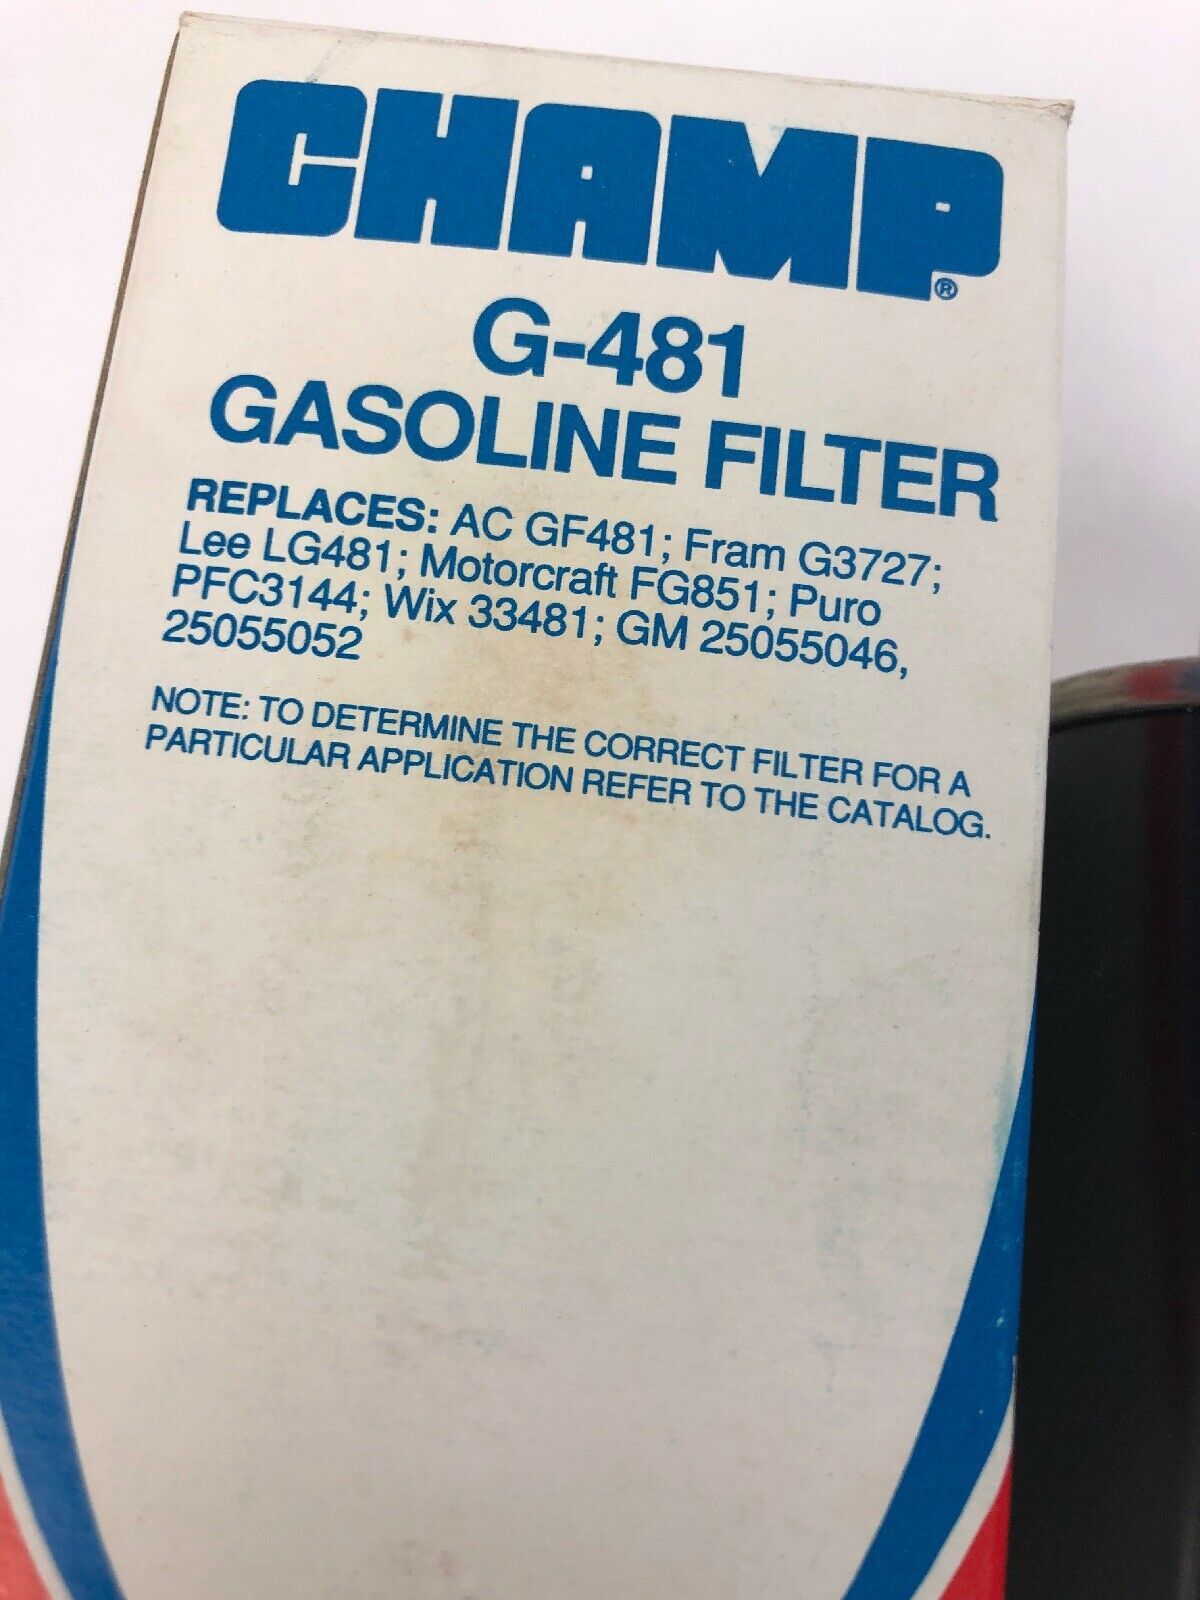 CHAMP®
G-481
GASOLINE FILTER
REPLACES: AC GF481; Fram G3727;
Lee LG481; Motorcraft FG851; Puro
PFC3144; Wix 33481; GM 25055046,
25055052
NOTE: TO DETERMINE THE CORRECT FILTER FOR A
PARTICULAR APPLICATION REFER TO THE CATALOG.